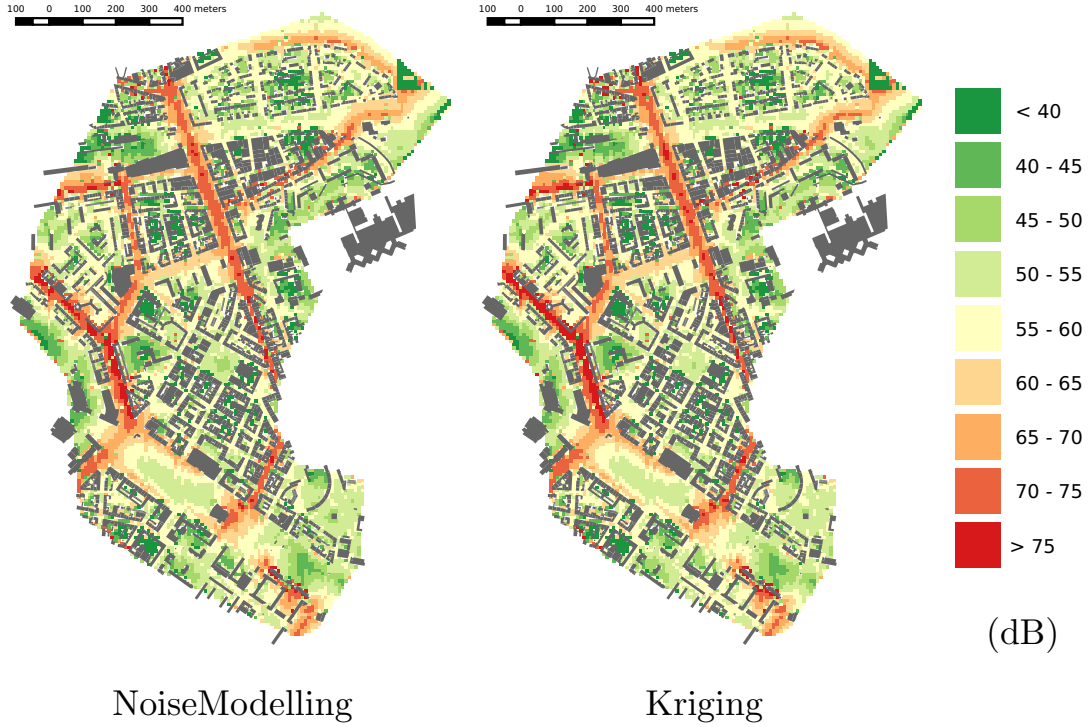 100 0 100 200 300 400 meters
100 0 100 200 300 400 meters
< 40
40 - 45
45 - 50
50 - 55
55 - 60
60 - 65
65 - 70
70 - 75
> 75
(dB)
NoiseModelling
Kriging